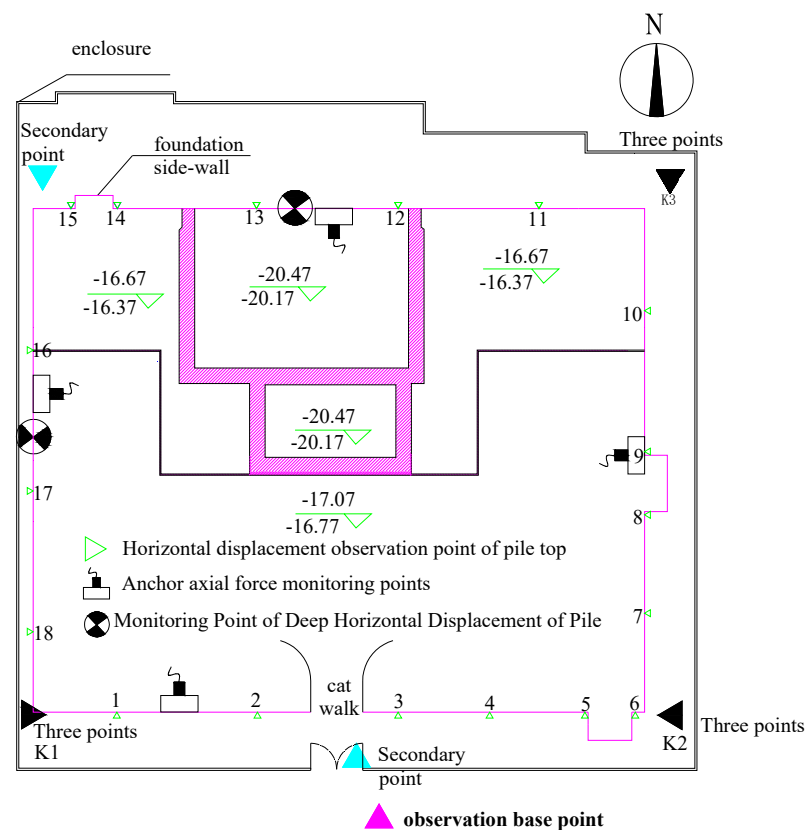 enclosure
N
Secondary
point
foundation
side-wall
Three points
K3
15
14
13
12
11
-16.67
-16.37
-20.47
-20.17
-16.67
-16.37
10
16
-20.47
-20.17
9
17
-17.07
-16.77
8
Horizontal displacement observation point of pile top
Anchor axial force monitoring points
Monitoring Point of Deep Horizontal Displacement of Pile
7
18
cat
walk
1
2
3
4
5
6
Three points
K1
K2
Three points
Secondary
point
observation base point